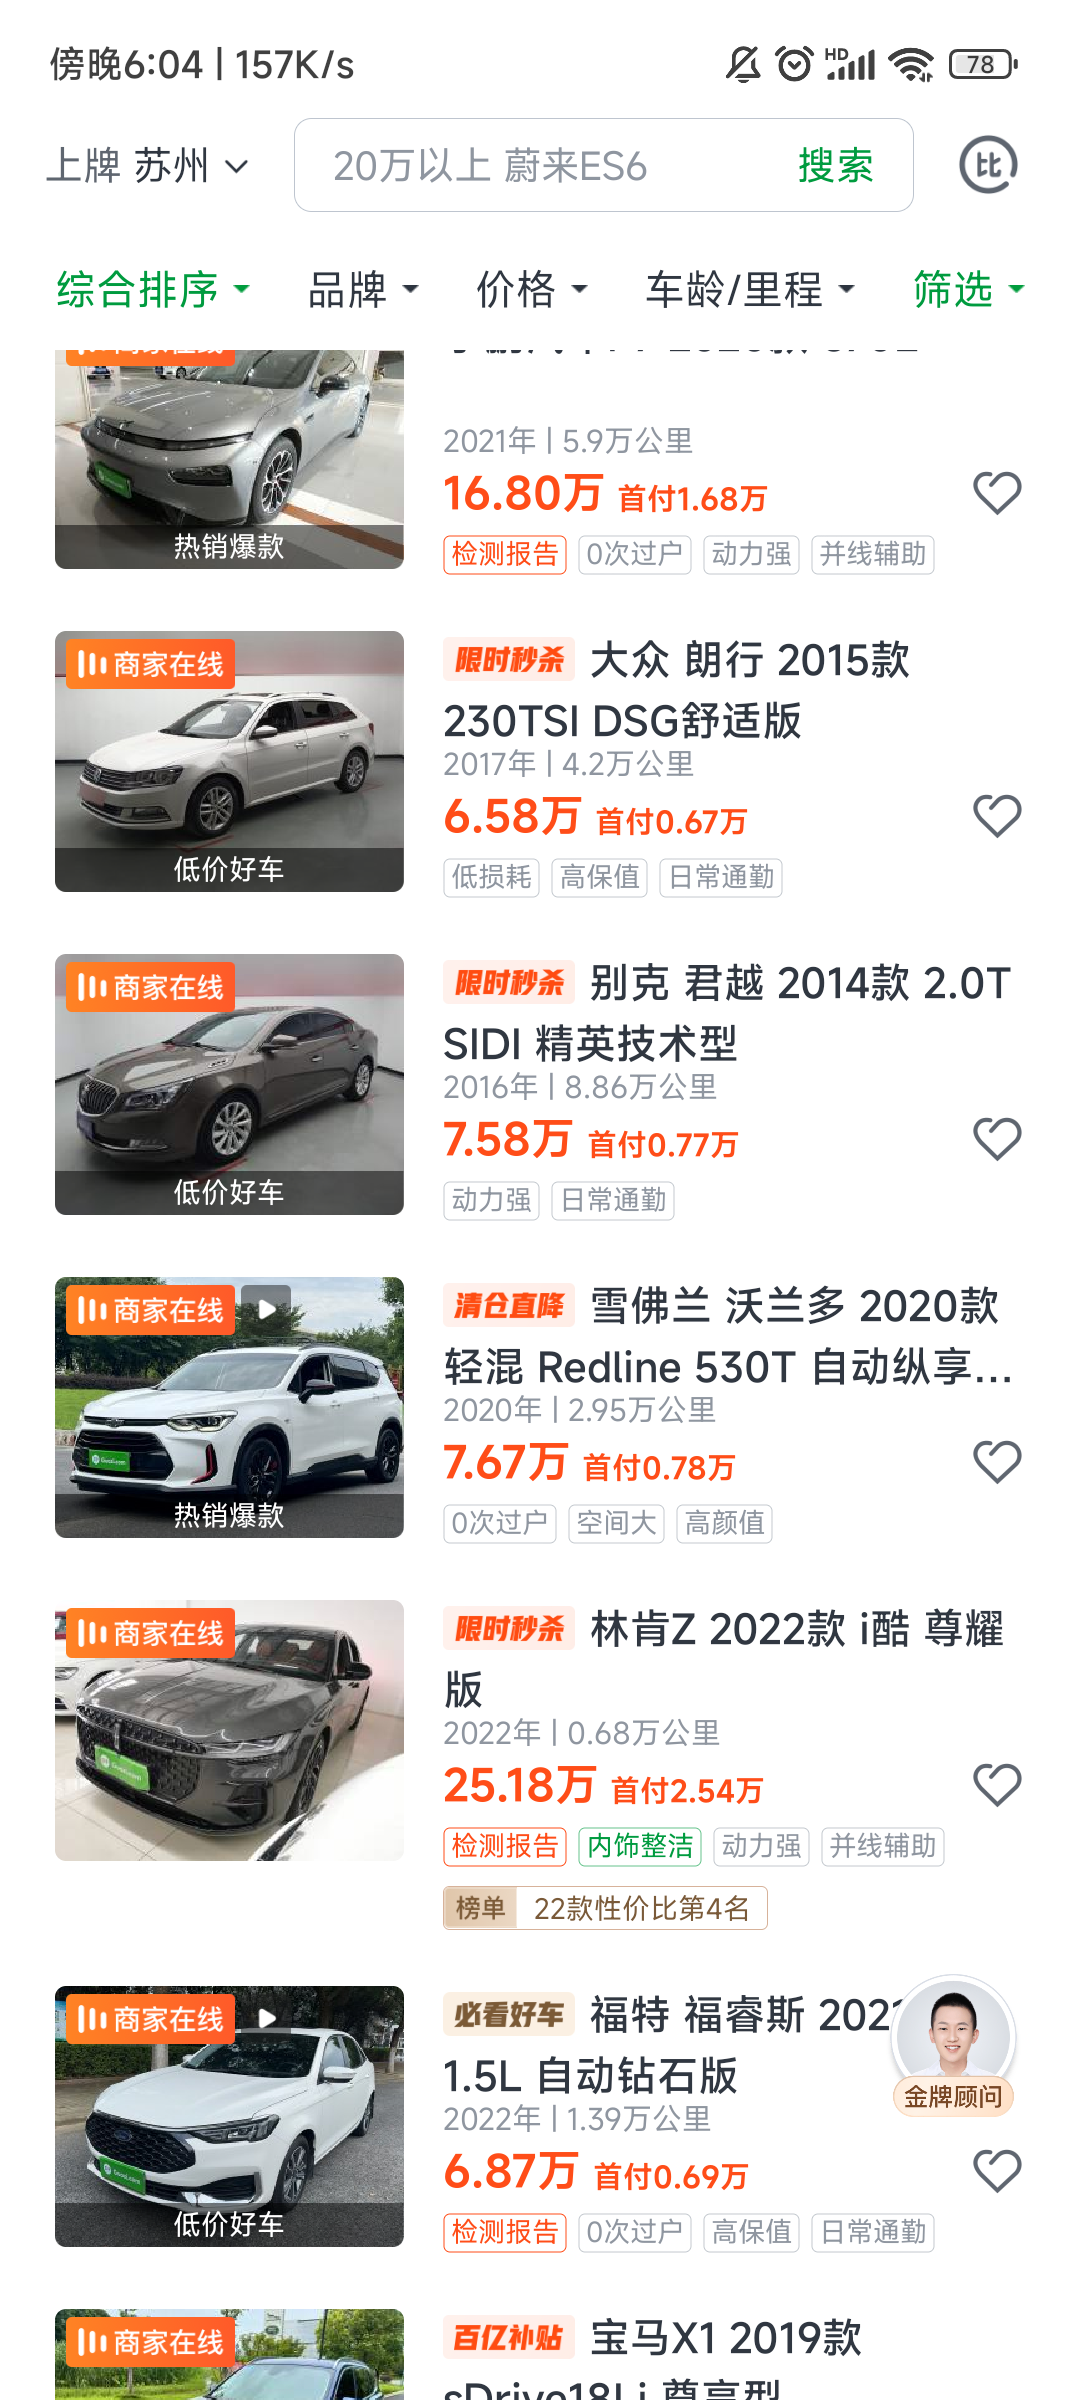 傍晚6:04 | 157K/s
HD
78
上牌 苏州
20万以上 蔚来ES6
搜索
比
综合排序
品牌
价格
车龄/里程
筛选
热销爆款
2021年 | 5.9万公里
16.80万 首付1.68万
检测报告 0次过户 动力强 并线辅助
商家在线
低价好车
限时秒杀 大众 朗行 2015款
230TSI DSG舒适版
2017年 | 4.2万公里
6.58万 首付0.67万
低损耗 高保值 日常通勤
商家在线
低价好车
限时秒杀 别克 君越 2014款 2.0T
SIDI 精英技术型
2016年 | 8.86万公里
7.58万 首付0.77万
动力强 日常通勤
商家在线
热销爆款
清仓直降 雪佛兰 沃兰多 2020款
轻混 Redline 530T 自动纵享...
2020年 | 2.95万公里
7.67万 首付0.78万
0次过户 空间大 高颜值
商家在线
限时秒杀 林肯Z 2022款 i酷 尊耀
版
2022年 | 0.68万公里
25.18万 首付2.54万
检测报告 内饰整洁 动力强 并线辅助
榜单 22款性价比第4名
商家在线
低价好车
必看好车 福特 福睿斯 202
1.5L 自动钻石版
2022年 | 1.39万公里
6.87万 首付0.69万
检测报告 0次过户 高保值 日常通勤
金牌顾问
商家在线
百亿补贴 宝马X1 2019款
sDrive18Li 尊享型